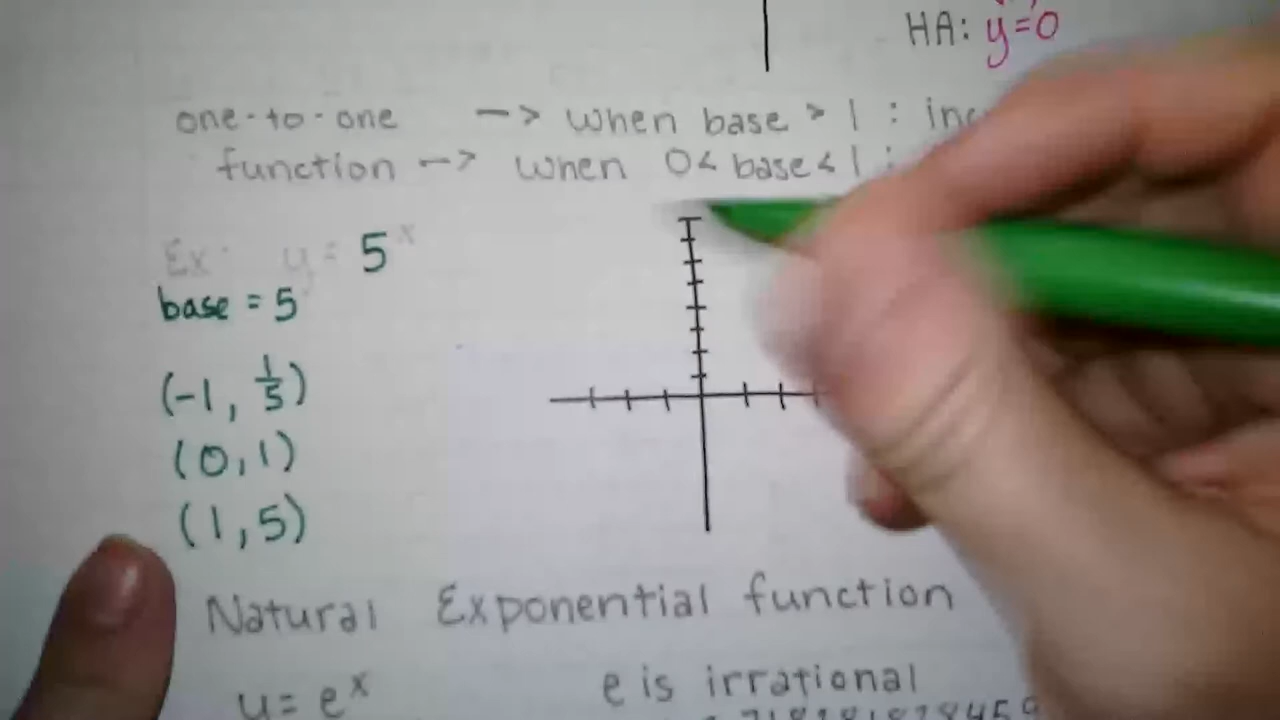 HA: y=0
one-to-one -> when base > 1 : inc
function -> when 0 < base < 1 :
Ex: y = 5^x
base = 5
(-1, 1/5)
(0,1)
(1,5)
Natural Exponential function
y = e^x e is irrational